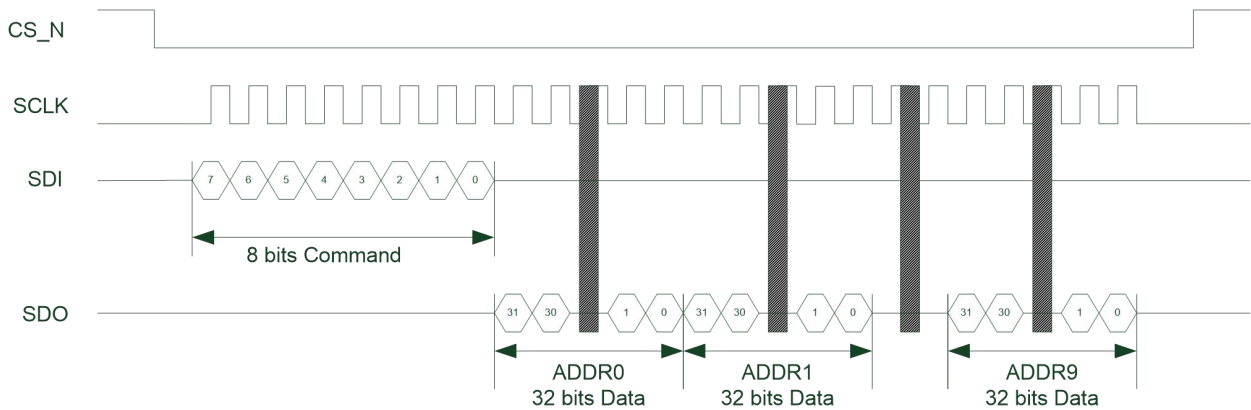 CS_N
SCLK
SDI
7 6 5 4 3 2 1 0
8 bits Command
SDO
31 30 1 0 31 30 1 0 31 30 1 0
ADDR0 ADDR1 ADDR9
32 bits Data 32 bits Data 32 bits Data